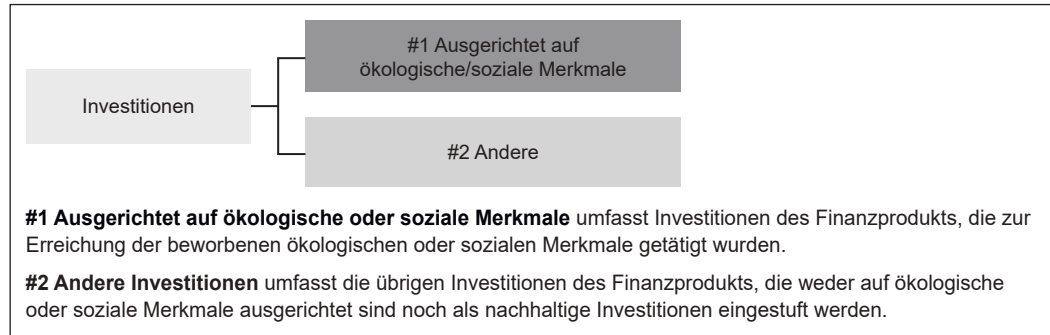 #1 Ausgerichtet auf
ökologische/soziale Merkmale
Investitionen
#2 Andere
#1 Ausgerichtet auf ökologische oder soziale Merkmale umfasst Investitionen des Finanzprodukts, die zur
Erreichung der beworbenen ökologischen oder sozialen Merkmale getätigt wurden.
#2 Andere Investitionen umfasst die übrigen Investitionen des Finanzprodukts, die weder auf ökologische
oder soziale Merkmale ausgerichtet sind noch als nachhaltige Investitionen eingestuft werden.